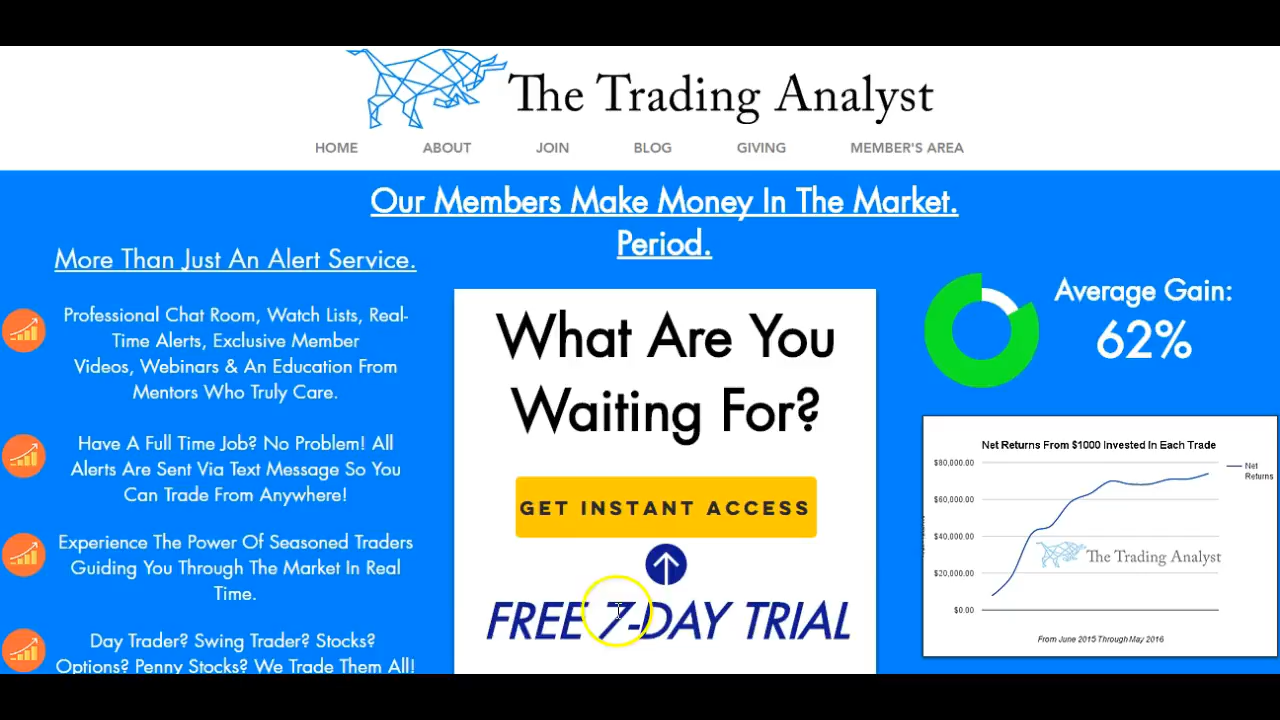 The Trading Analyst
HOME
ABOUT
JOIN
BLOG
GIVING
MEMBER'S AREA
Our Members Make Money In The Market.
Period.
More Than Just An Alert Service.
Professional Chat Room, Watch Lists, Real-
Time Alerts, Exclusive Member
Videos, Webinars & An Education From
Mentors Who Truly Care.
Have A Full Time Job? No Problem! All
Alerts Are Sent Via Text Message So You
Can Trade From Anywhere!
Experience The Power Of Seasoned Traders
Guiding You Through The Market In Real
Time.
Day Trader? Swing Trader? Stocks?
Options? Penny Stocks? We Trade Them All!
What Are You
Waiting For?
GET INSTANT ACCESS
FREE 7-DAY TRIAL
Average Gain:
62%
Net Returns From $1000 Invested In Each Trade
$80,000.00
$60,000.00
$40,000.00
$20,000.00
$0.00
Net
Returns
The Trading Analyst
From June 2015 Through May 2016